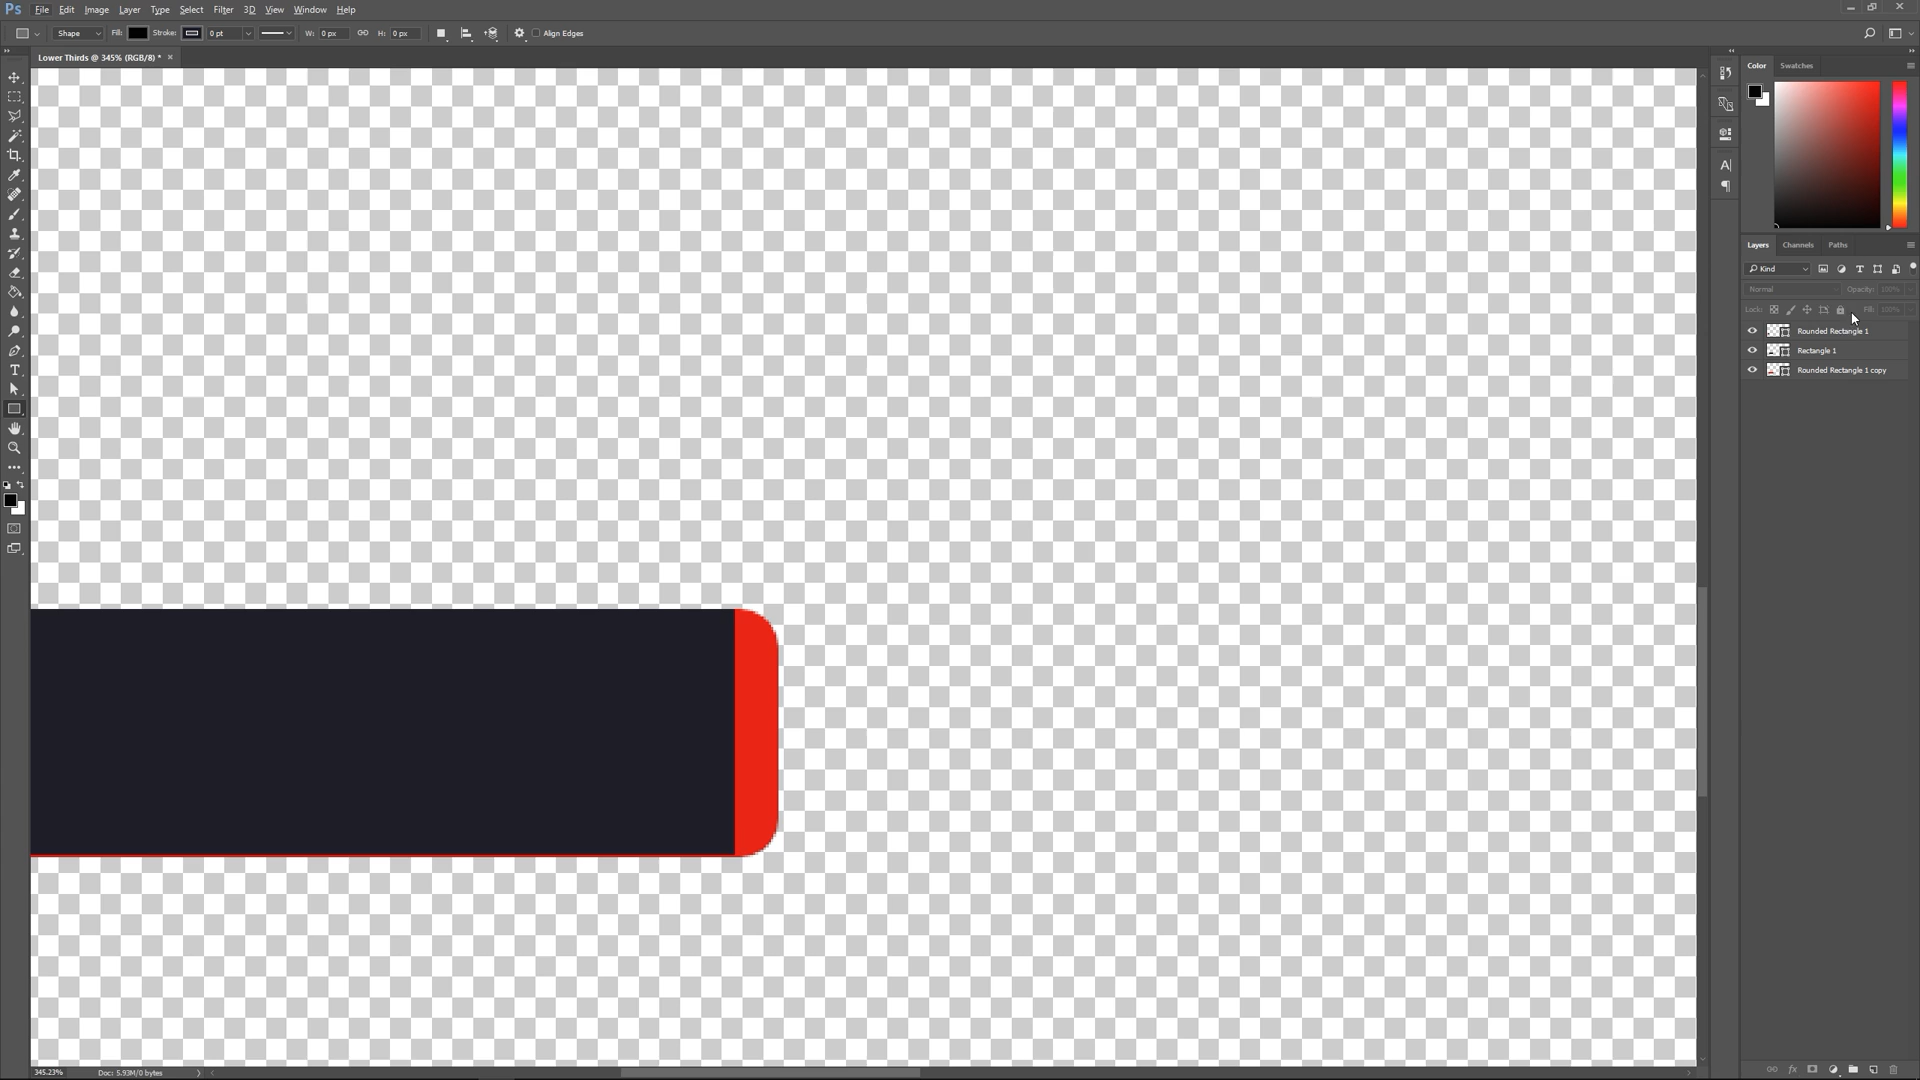 Ps File Edit Image Layer Type Select Filter 3D View Window Help
Shape Fill: Stroke: 0 pt W: 0 px H: 0 px Align Edges
Lower Thirds @ 345% (RGB/8) *
Color Swatches
Layers Channels Paths
Kind
Normal Opacity: 100%
Lock: Fill: 100%
Rounded Rectangle 1
Rectangle 1
Rounded Rectangle 1 copy
345.23% Doc: 5.93M/0 bytes